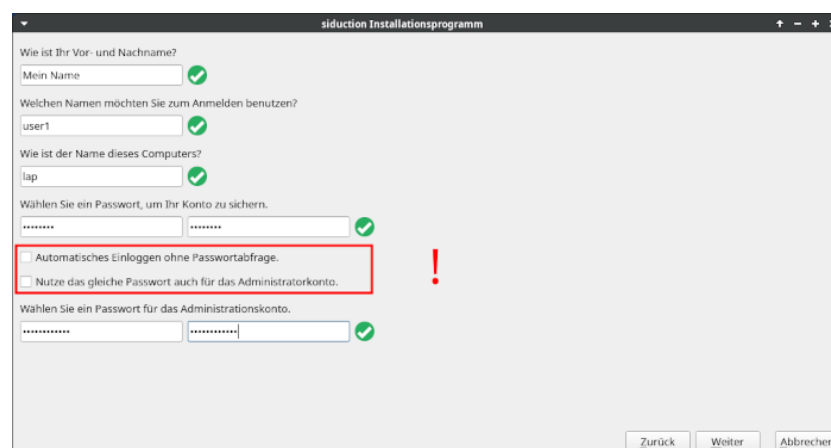 siduction Installationsprogramm
Wie ist Ihr Vor- und Nachname?
Mein Name
Welchen Namen möchten Sie zum Anmelden benutzen?
user1
Wie ist der Name dieses Computers?
lap
Wählen Sie ein Passwort, um Ihr Konto zu sichern.
•••••••• ••••••••
Automatisches Einloggen ohne Passwortabfrage.
!
Nutze das gleiche Passwort auch für das Administratorkonto.
Wählen Sie ein Passwort für das Administrationskonto.
•••••••••••• ••••••••••••
Zurück Weiter Abbrechen